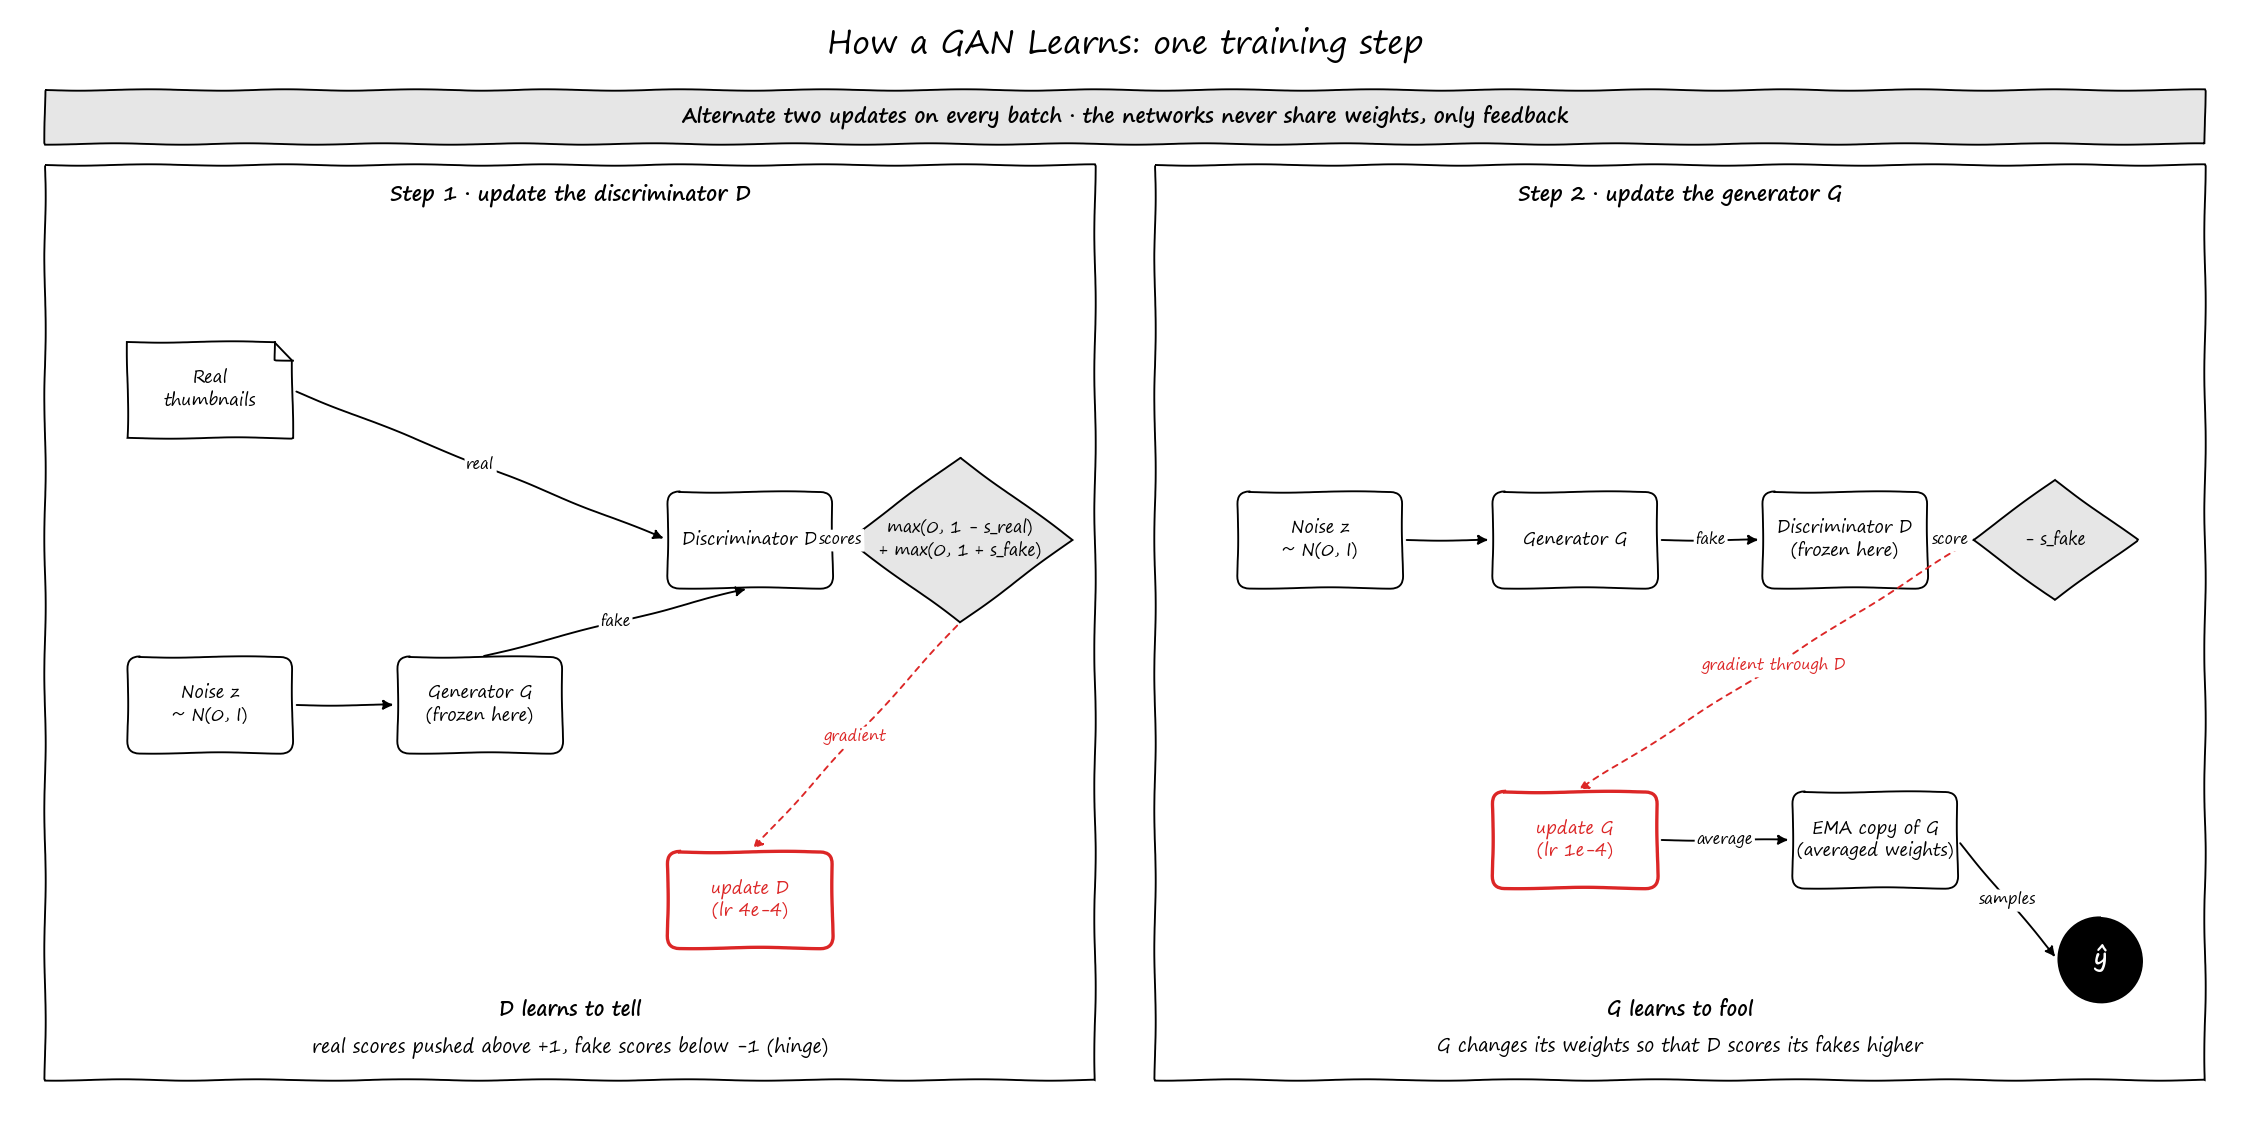 How a GAN Learns: one training step
Alternate two updates on every batch · the networks never share weights, only feedback
Step 1 · update the discriminator D
Real
thumbnails
real
Discriminator D
scores
max(0, 1 - s_real)
+ max(0, 1 + s_fake)
fake
Noise z
~ N(0, I)
Generator G
(frozen here)
gradient
update D
(lr 4e-4)
D learns to tell
real scores pushed above +1, fake scores below -1 (hinge)
Step 2 · update the generator G
Noise z
~ N(0, I)
Generator G
fake
Discriminator D
(frozen here)
score
- s_fake
gradient through D
update G
(lr 1e-4)
average
EMA copy of G
(averaged weights)
samples
ŷ
G learns to fool
G changes its weights so that D scores its fakes higher